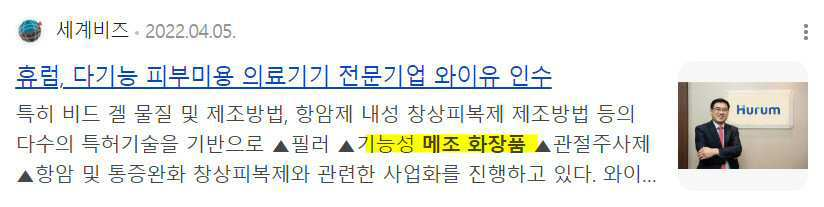 세계비즈 · 2022.04.05.
휴럼, 다기능 피부미용 의료기기 전문기업 와이유 인수
특히 비드 겔 물질 및 제조방법, 항암제 내성 창상피복제 제조방법 등의
다수의 특허기술을 기반으로 ▲필러 ▲기능성 메조 화장품 ▲관절주사제
▲항암 및 통증완화 창상피복제와 관련한 사업화를 진행하고 있다. 와이...
Hurum